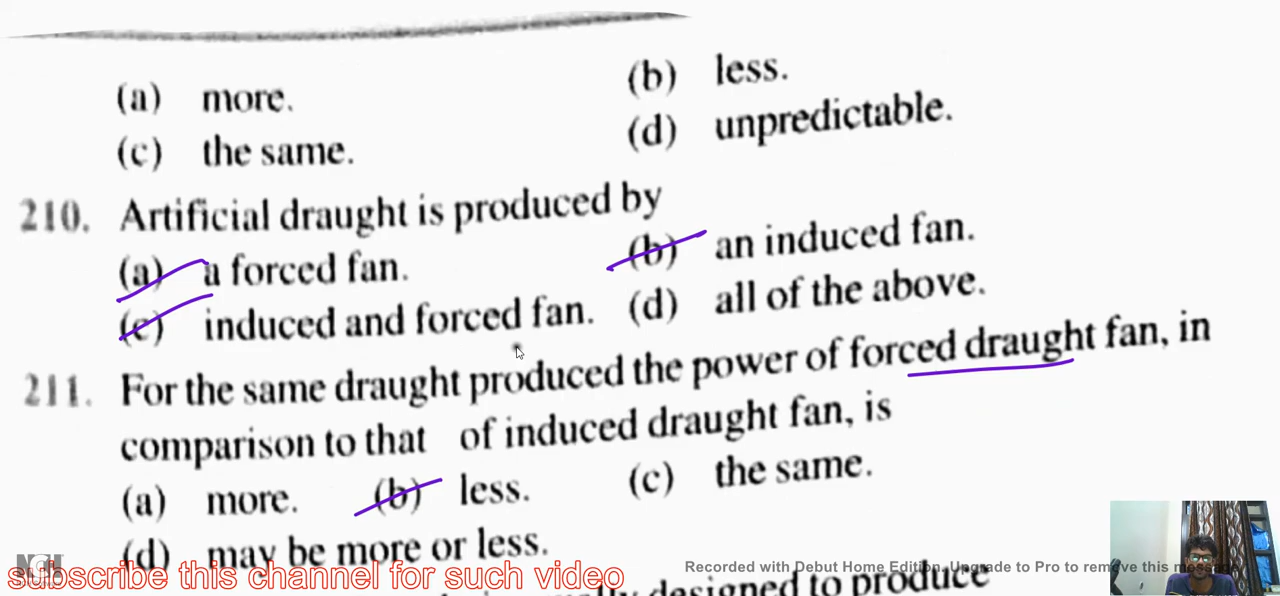 (a) more. (b) less.
(c) the same. (d) unpredictable.
210. Artificial draught is produced by
(a) a forced fan. (b) an induced fan.
(c) induced and forced fan. (d) all of the above.
211. For the same draught produced the power of forced draught fan, in
comparison to that of induced draught fan, is
(a) more. (b) less. (c) the same.
(d) may be more or less.
designed to produce
subscribe this channel for such video
Recorded with Debut Home Edition. Upgrade to Pro to remove this message